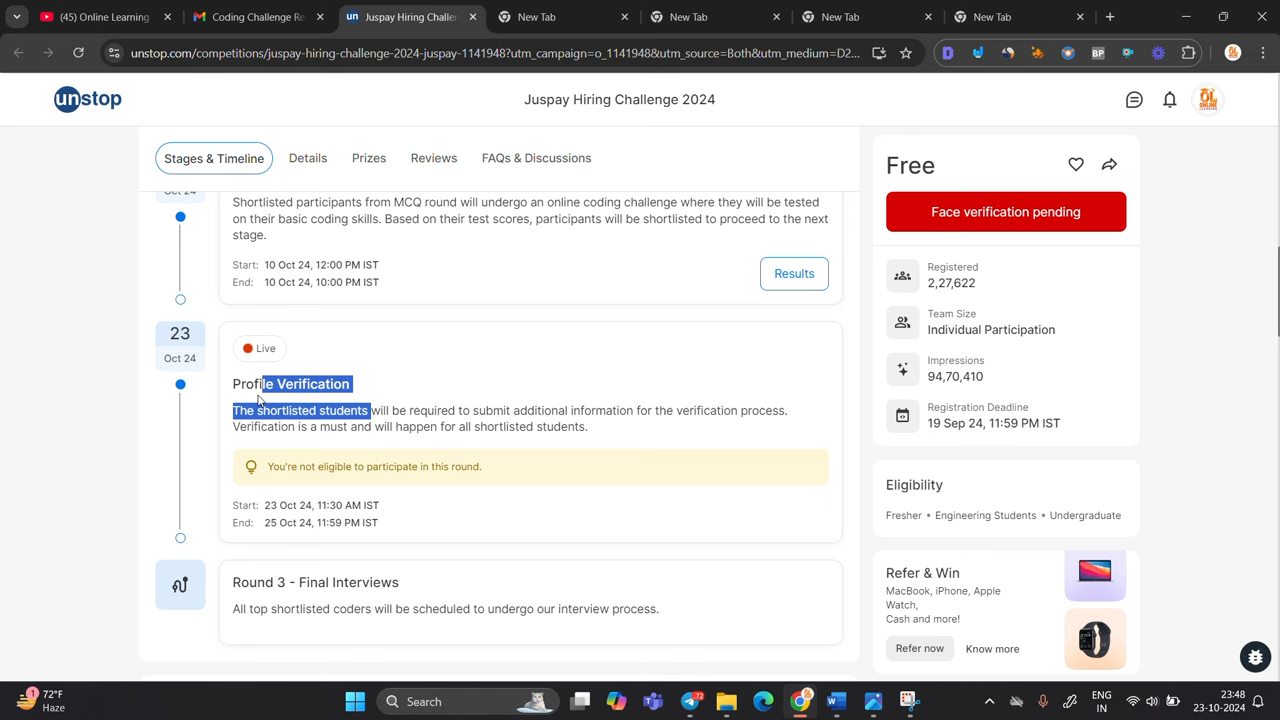 (45) Online Learning
Coding Challenge Re
un
Juspay Hiring Challen
New Tab
New Tab
New Tab
New Tab
unstop.com/competitions/juspay-hiring-challenge-2024-juspay-1141948?utm_campaign=o_1141948&utm_source=Both&utm_medium=D2...
D
BP
unstop
Juspay Hiring Challenge 2024
OL
Stages & Timeline
Details
Prizes
Reviews
FAQs & Discussions
Oct 24
Shortlisted participants from MCQ round will undergo an online coding challenge where they will be tested
on their basic coding skills. Based on their test scores, participants will be shortlisted to proceed to the next
stage.
Start: 10 Oct 24, 12:00 PM IST
End: 10 Oct 24, 10:00 PM IST
Results
23
Oct 24
Live
Profile Verification
The shortlisted students will be required to submit additional information for the verification process.
Verification is a must and will happen for all shortlisted students.
You're not eligible to participate in this round.
Start: 23 Oct 24, 11:30 AM IST
End: 25 Oct 24, 11:59 PM IST
Round 3 - Final Interviews
All top shortlisted coders will be scheduled to undergo our interview process.
Free
Face verification pending
Registered
2,27,622
Team Size
Individual Participation
Impressions
94,70,410
Registration Deadline
19 Sep 24, 11:59 PM IST
Eligibility
Fresher • Engineering Students • Undergraduate
Refer & Win
MacBook, iPhone, Apple
Watch,
Cash and more!
Refer now
Know more
1
72°F
Haze
Search
72
W
ENG
IN
23:48
23-10-2024